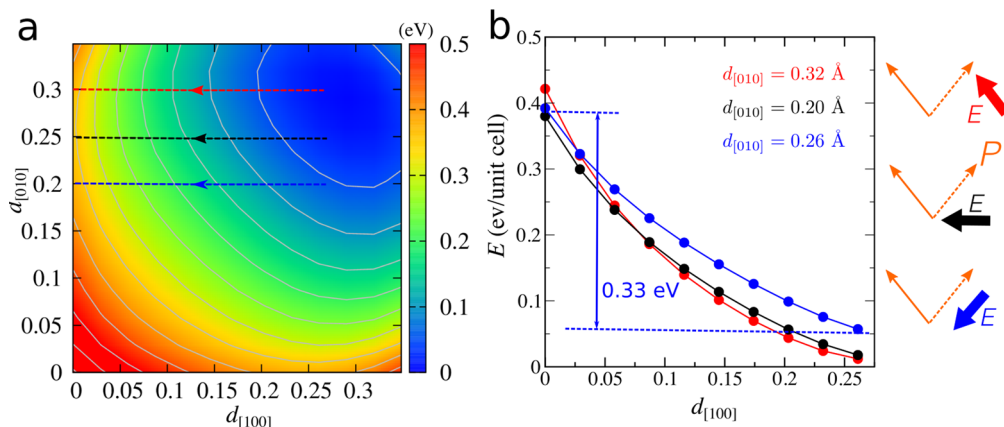 a
(eV)
0.5
0.4
0.3
0.2
0.1
0
d[010]
0.3
0.25
0.2
0.15
0.1
0.05
0
0 0.05 0.1 0.15 0.2 0.25 0.3
d[100]
b
E (ev/unit cell)
0.5
0.4
0.3
0.2
0.1
0
0 0.05 0.1 0.15 0.2 0.25
d[100]
d[010] = 0.32 Å
d[010] = 0.20 Å
d[010] = 0.26 Å
0.33 eV
E
P
E
E